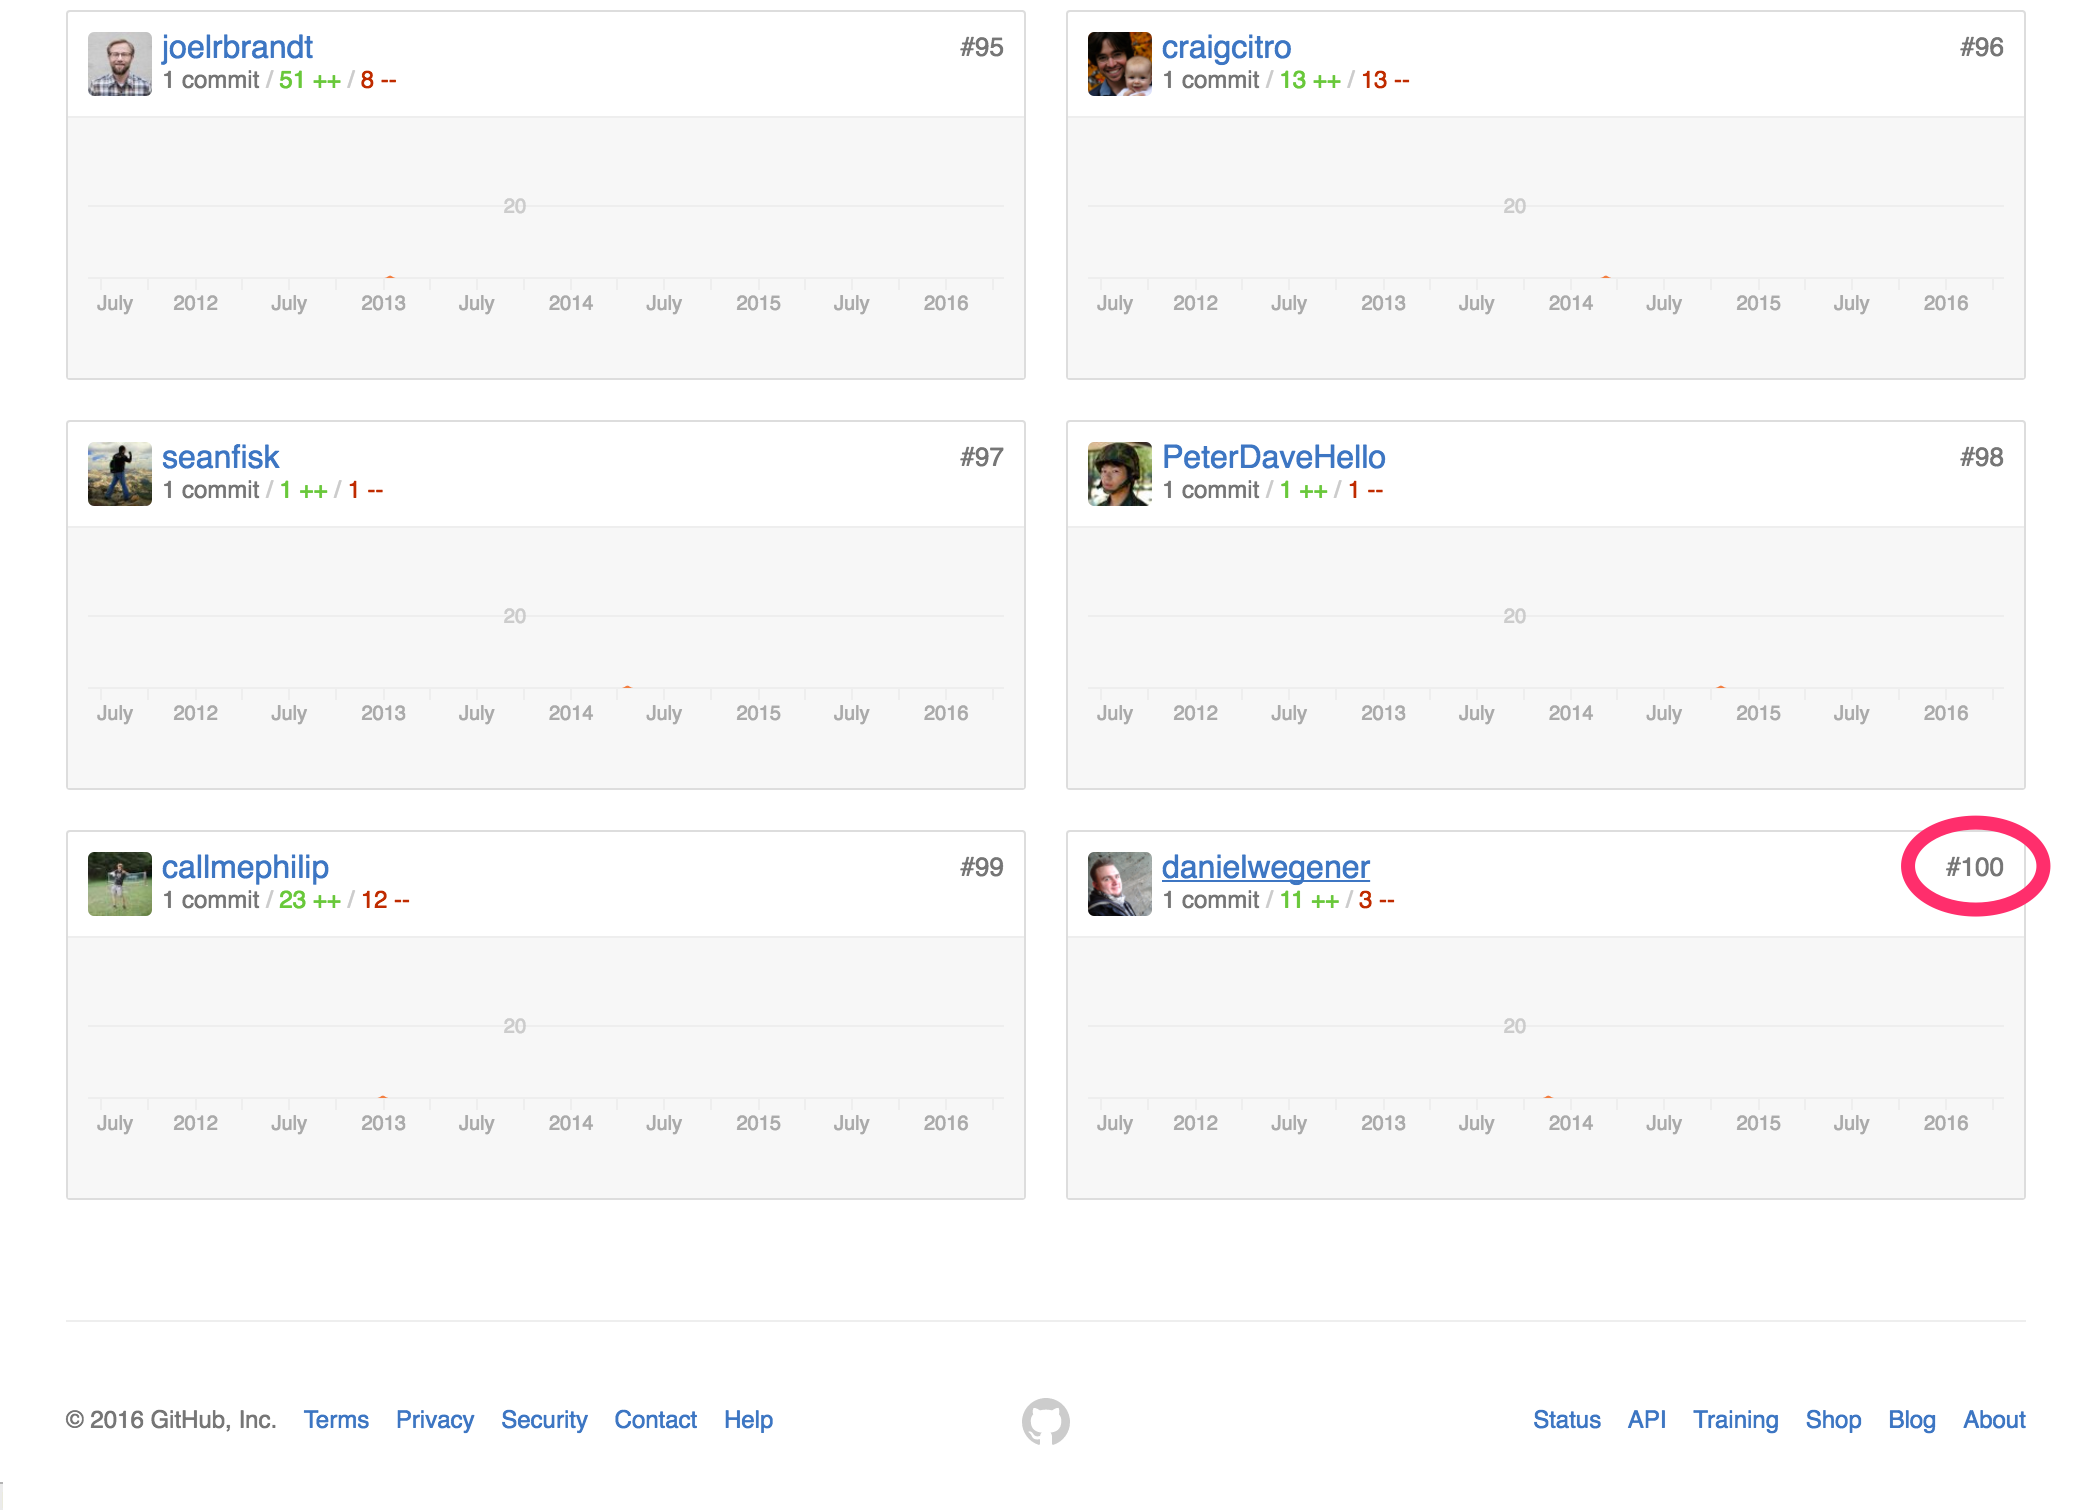 joelrbrandt #95
1 commit / 51 ++ / 8 --
20
July 2012 July 2013 July 2014 July 2015 July 2016
craigcitro #96
1 commit / 13 ++ / 13 --
20
July 2012 July 2013 July 2014 July 2015 July 2016
seanfisk #97
1 commit / 1 ++ / 1 --
20
July 2012 July 2013 July 2014 July 2015 July 2016
PeterDaveHello #98
1 commit / 1 ++ / 1 --
20
July 2012 July 2013 July 2014 July 2015 July 2016
callmephilip #99
1 commit / 23 ++ / 12 --
20
July 2012 July 2013 July 2014 July 2015 July 2016
danielwegener #100
1 commit / 11 ++ / 3 --
20
July 2012 July 2013 July 2014 July 2015 July 2016
© 2016 GitHub, Inc. Terms Privacy Security Contact Help Status API Training Shop Blog About